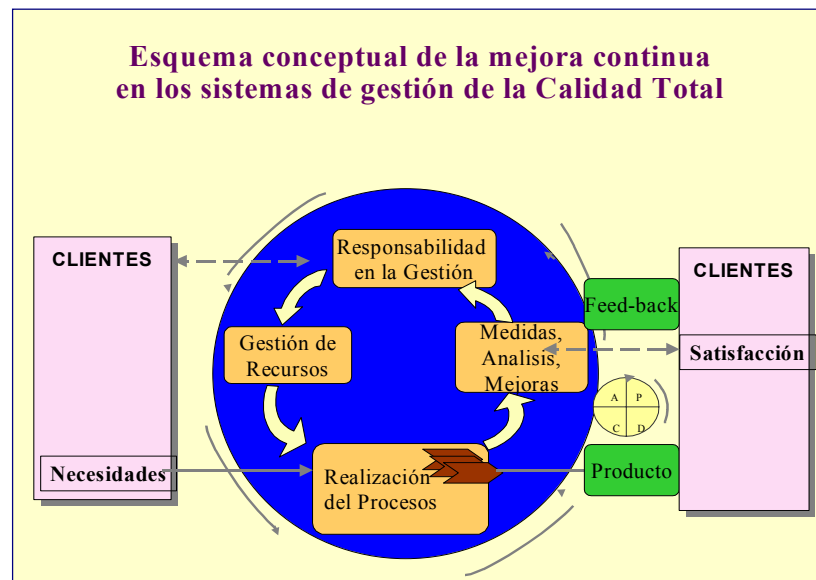 Esquema conceptual de la mejora continua
en los sistemas de gestión de la Calidad Total
CLIENTES
Necesidades
Responsabilidad
en la Gestión
Gestión de
Recursos
Medidas,
Analisis,
Mejoras
Realización
del Procesos
Feed-back
A P
C D
Producto
CLIENTES
Satisfacción